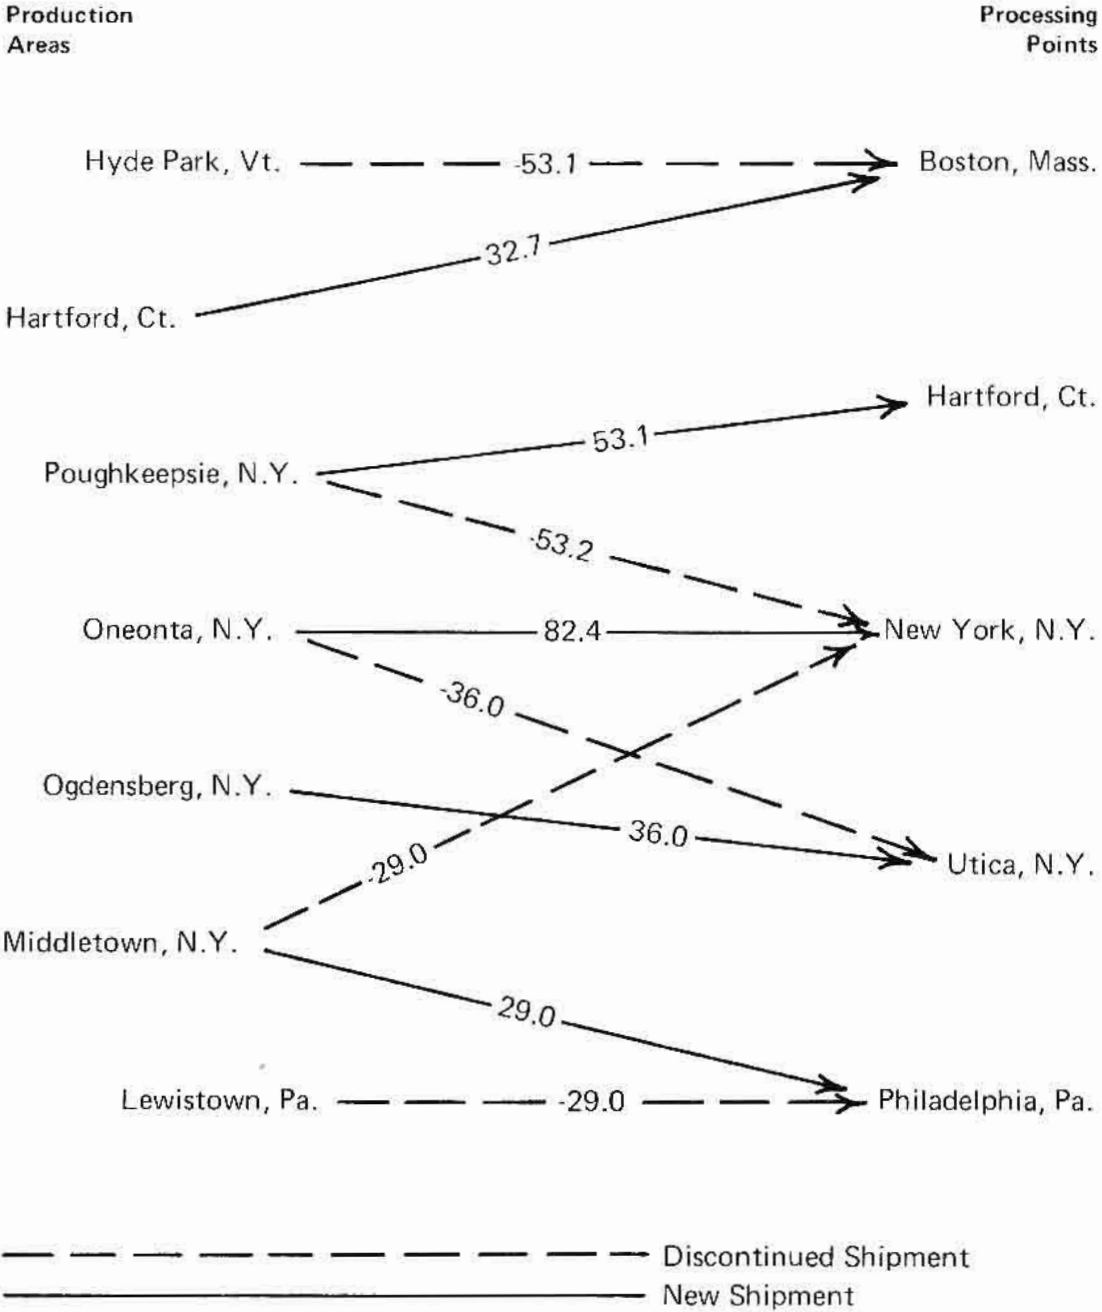 Production
Areas
Processing
Points
Hyde Park, Vt.
-53.1
Boston, Mass.
32.7
Hartford, Ct.
Hartford, Ct.
53.1
Poughkeepsie, N.Y.
-53.2
Oneonta, N.Y.
82.4
New York, N.Y.
-36.0
Ogdensberg, N.Y.
36.0
-29.0
Utica, N.Y.
Middletown, N.Y.
29.0
Lewistown, Pa.
-29.0
Philadelphia, Pa.
Discontinued Shipment
New Shipment